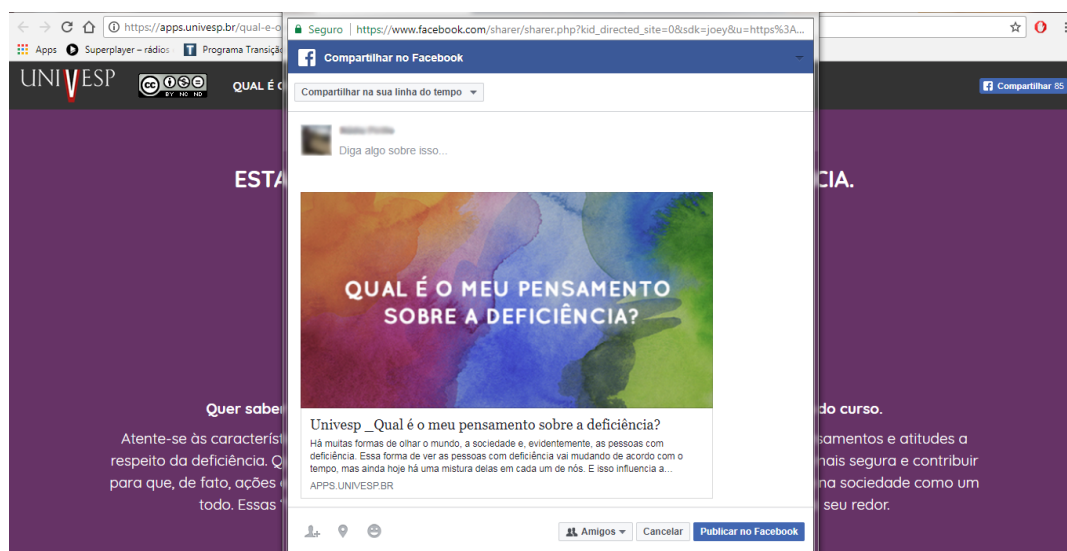 https://apps.univesp.br/qual-e-o
Seguro | https://www.facebook.com/sharer/sharer.php?kid_directed_site=0&sdk=joey&u=https%3A...
Apps Superplayer – rádios Programa Transição
Compartilhar no Facebook
UNIVESP
cc BY NC ND
QUAL É O
Compartilhar 85
Compartilhar na sua linha do tempo
Diga algo sobre isso...
ESTA
CIA.
QUAL É O MEU PENSAMENTO
SOBRE A DEFICIÊNCIA?
Quer saber
do curso.
Univesp _Qual é o meu pensamento sobre a deficiência?
Atente-se às característ
samentos e atitudes a
Há muitas formas de olhar o mundo, a sociedade e, evidentemente, as pessoas com
deficiência. Essa forma de ver as pessoas com deficiência vai mudando de acordo com o
tempo, mas ainda hoje há uma mistura delas em cada um de nós. E isso influencia a...
respeito da deficiência. Q
mais segura e contribuir
APPS.UNIVESP.BR
para que, de fato, ações
na sociedade como um
todo. Essas
seu redor.
Amigos Cancelar Publicar no Facebook